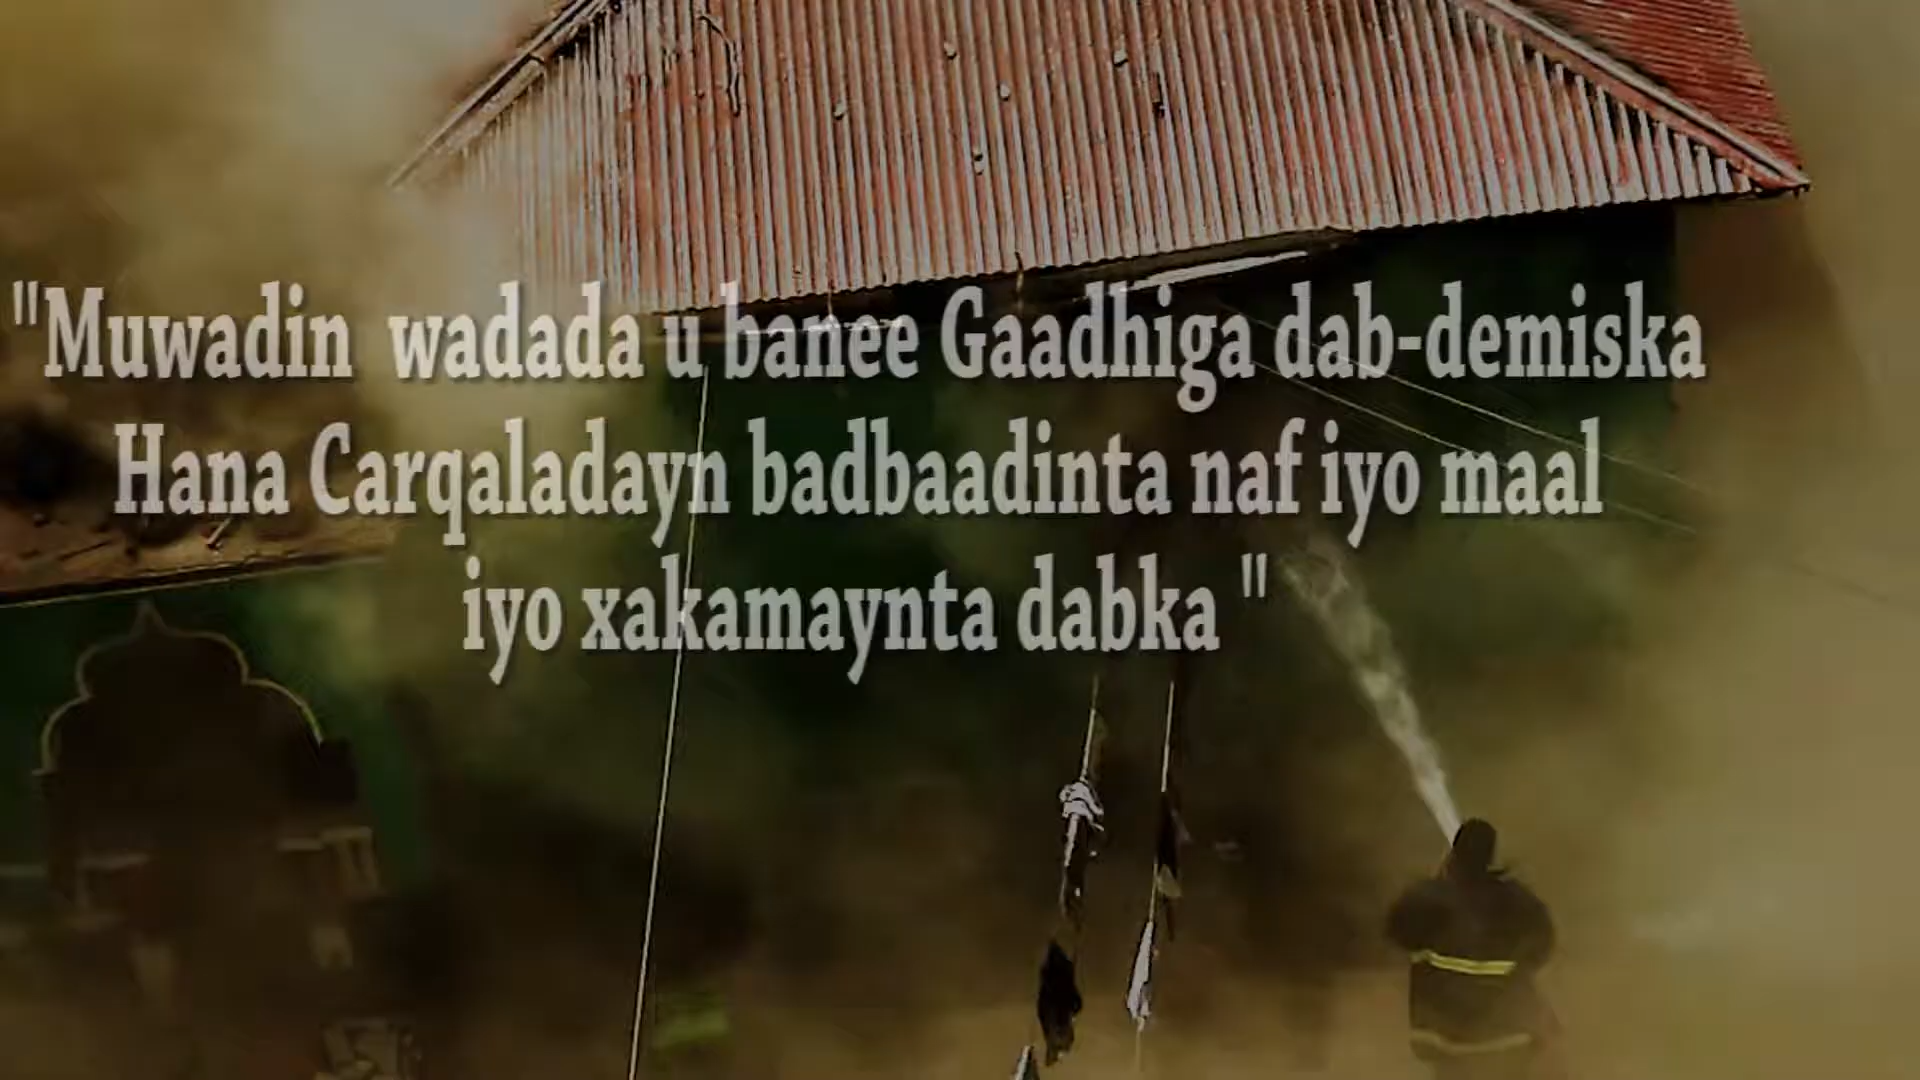 "Muwadin wadada u banee Gaadhiga dab-demiska
Hana Carqaladayn badbaadinta naf iyo maal
iyo xakamaynta dabka "